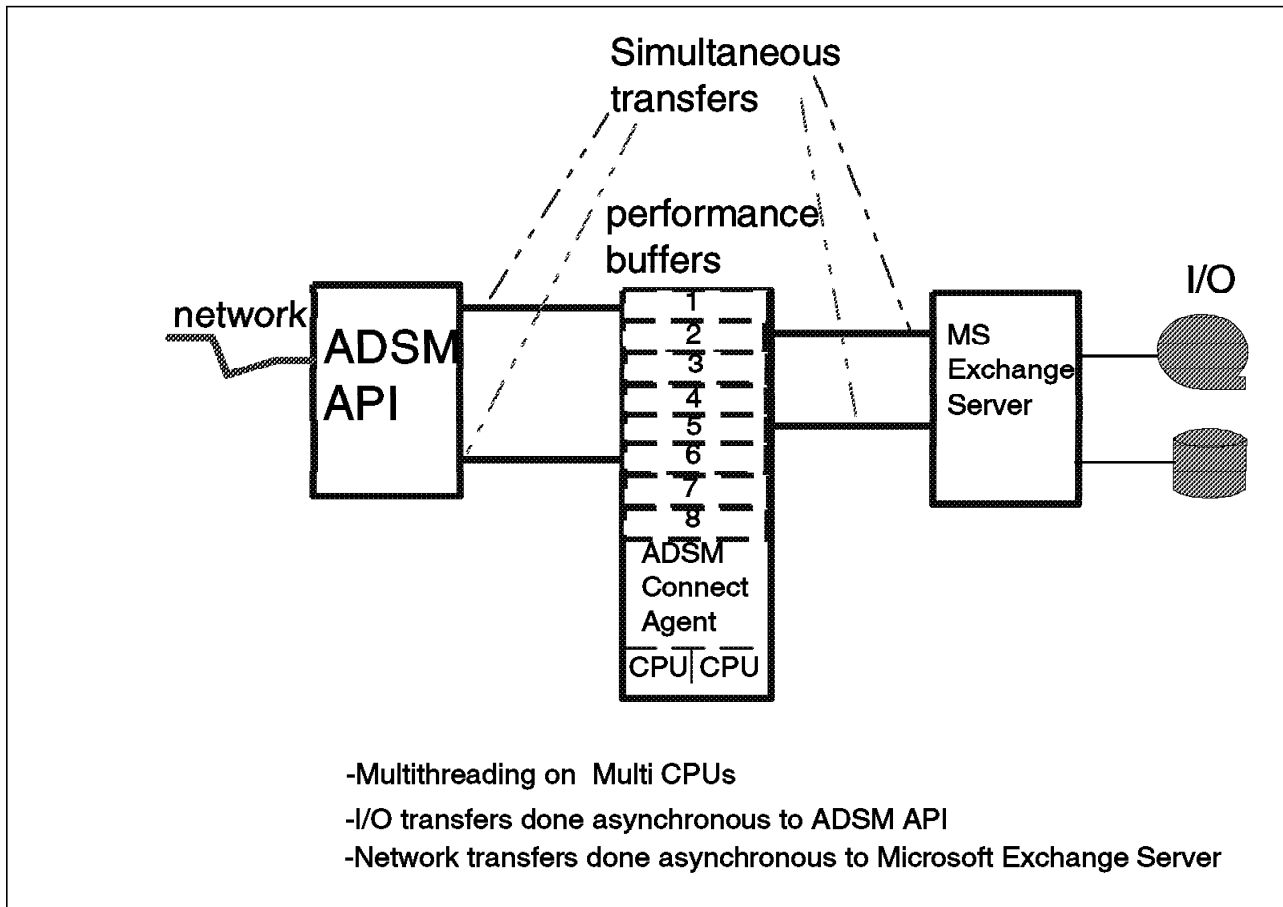 Simultaneous
transfers
performance
buffers
I/O
network
ADSM
API
1
2
3
4
5
6
7
8
ADSM
Connect
Agent
CPU CPU
MS
Exchange
Server
-Multithreading on Multi CPUs
-I/O transfers done asynchronous to ADSM API
-Network transfers done asynchronous to Microsoft Exchange Server